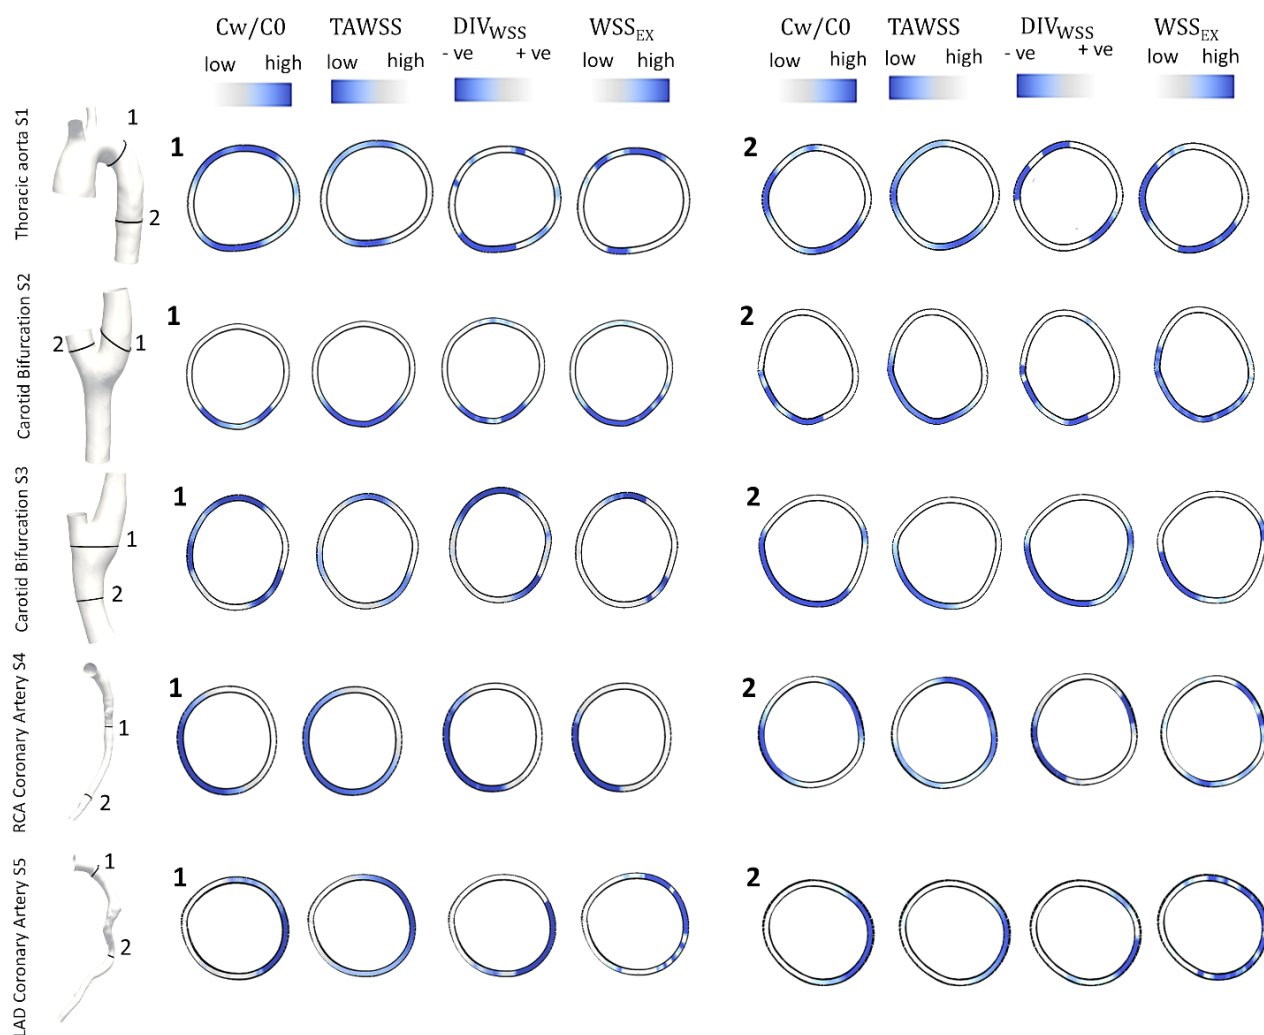 Cw/C0 TAWSS DIVWSS WSSEX Cw/C0 TAWSS DIVWSS WSSEX
low high low high - ve + ve low high low high low high - ve + ve low high
Thoracic aorta S1
1
2
1
2
Carotid Bifurcation S2
2
1
1
2
Carotid Bifurcation S3
1
2
1
2
RCA Coronary Artery S4
1
2
1
2
LAD Coronary Artery S5
1
2
1
2